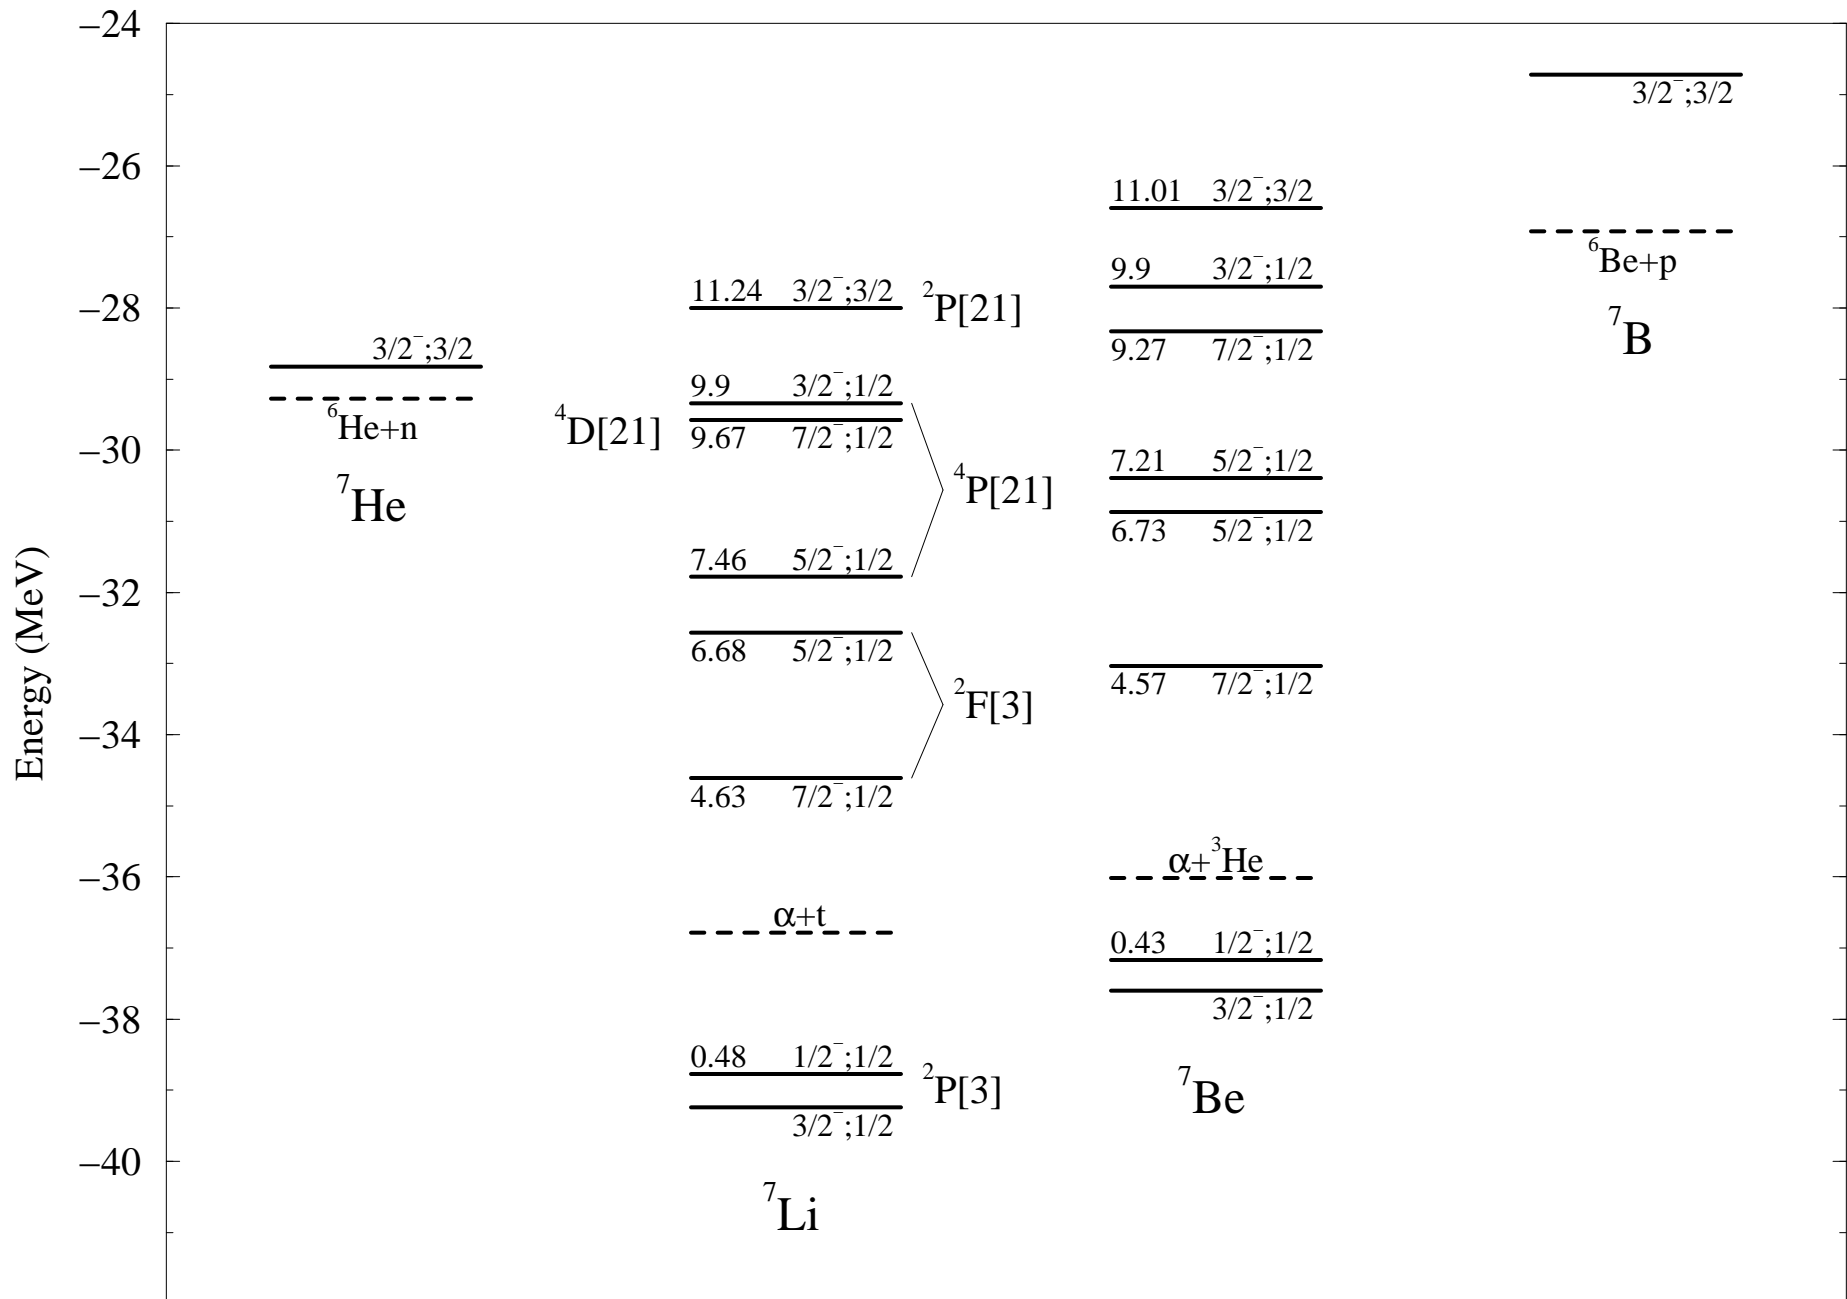 Energy (MeV)
−24
−26
−28
−30
−32
−34
−36
−38
−40
3/2⁻;3/2
⁶He+n
⁷He
11.24 3/2⁻;3/2
²P[21]
9.9 3/2⁻;1/2
⁴D[21]
9.67 7/2⁻;1/2
⁴P[21]
7.46 5/2⁻;1/2
6.68 5/2⁻;1/2
²F[3]
4.63 7/2⁻;1/2
α+t
0.48 1/2⁻;1/2
²P[3]
3/2⁻;1/2
⁷Li
11.01 3/2⁻;3/2
9.9 3/2⁻;1/2
9.27 7/2⁻;1/2
7.21 5/2⁻;1/2
6.73 5/2⁻;1/2
4.57 7/2⁻;1/2
α+³He
0.43 1/2⁻;1/2
3/2⁻;1/2
⁷Be
3/2⁻;3/2
⁶Be+p
⁷B